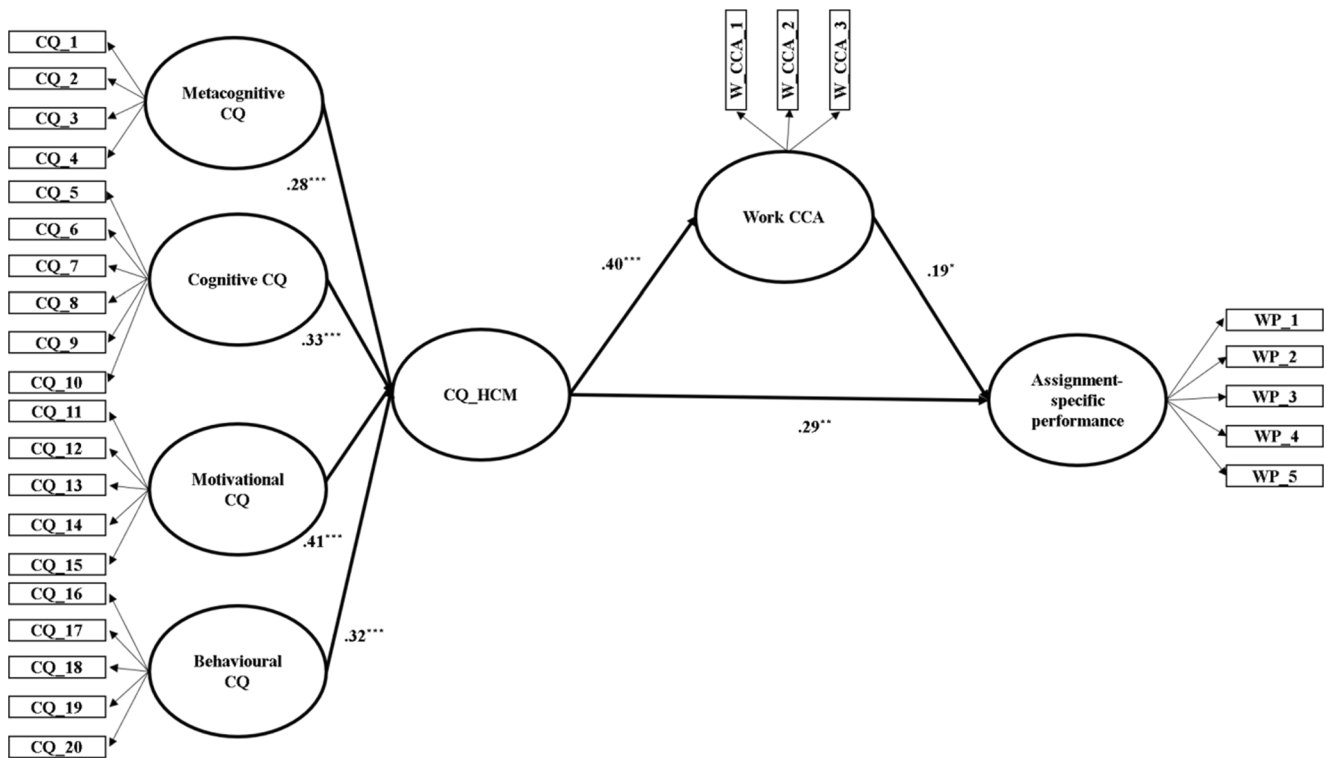 CQ_1
CQ_2
CQ_3
CQ_4
CQ_5
CQ_6
CQ_7
CQ_8
CQ_9
CQ_10
CQ_11
CQ_12
CQ_13
CQ_14
CQ_15
CQ_16
CQ_17
CQ_18
CQ_19
CQ_20
Metacognitive
CQ
Cognitive CQ
Motivational
CQ
Behavioural
CQ
.28***
.33***
.41***
.32***
CQ_HCM
.40***
.29**
W_CCA_1
W_CCA_2
W_CCA_3
Work CCA
.19*
Assignment-
specific
performance
WP_1
WP_2
WP_3
WP_4
WP_5